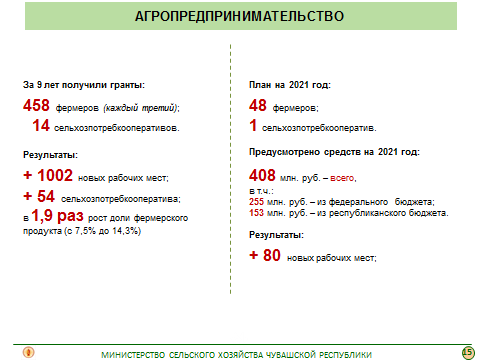 АГРОПРЕДПРИНИМАТЕЛЬСТВО
За 9 лет получили гранты:
458 фермеров (каждый третий);
14 сельхозпотребкооперативов.
Результаты:
+ 1002 новых рабочих мест;
+ 54 сельхозпотребкооператива;
в 1,9 раз рост доли фермерского
продукта (с 7,5% до 14,3%)
План на 2021 год:
48 фермеров;
1 сельхозпотребкооператив.
Предусмотрено средств на 2021 год:
408 млн. руб. – всего,
в т.ч.:
255 млн. руб. – из федерального бюджета;
153 млн. руб. – из республиканского бюджета.
Результаты:
+ 80 новых рабочих мест;
МИНИСТЕРСТВО СЕЛЬСКОГО ХОЗЯЙСТВА ЧУВАШСКОЙ РЕСПУБЛИКИ
15